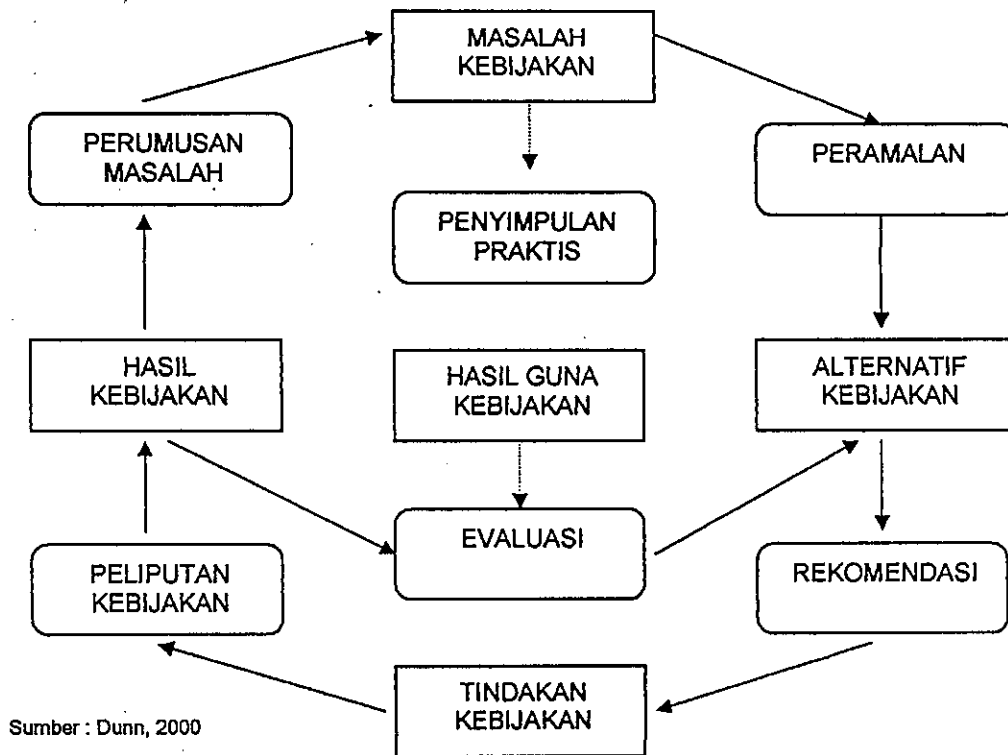 MASALAH
KEBIJAKAN
PERUMUSAN
MASALAH
PERAMALAN
PENYIMPULAN
PRAKTIS
HASIL
KEBIJAKAN
HASIL GUNA
KEBIJAKAN
ALTERNATIF
KEBIJAKAN
PELIPUTAN
KEBIJAKAN
EVALUASI
REKOMENDASI
TINDAKAN
KEBIJAKAN
Sumber : Dunn, 2000